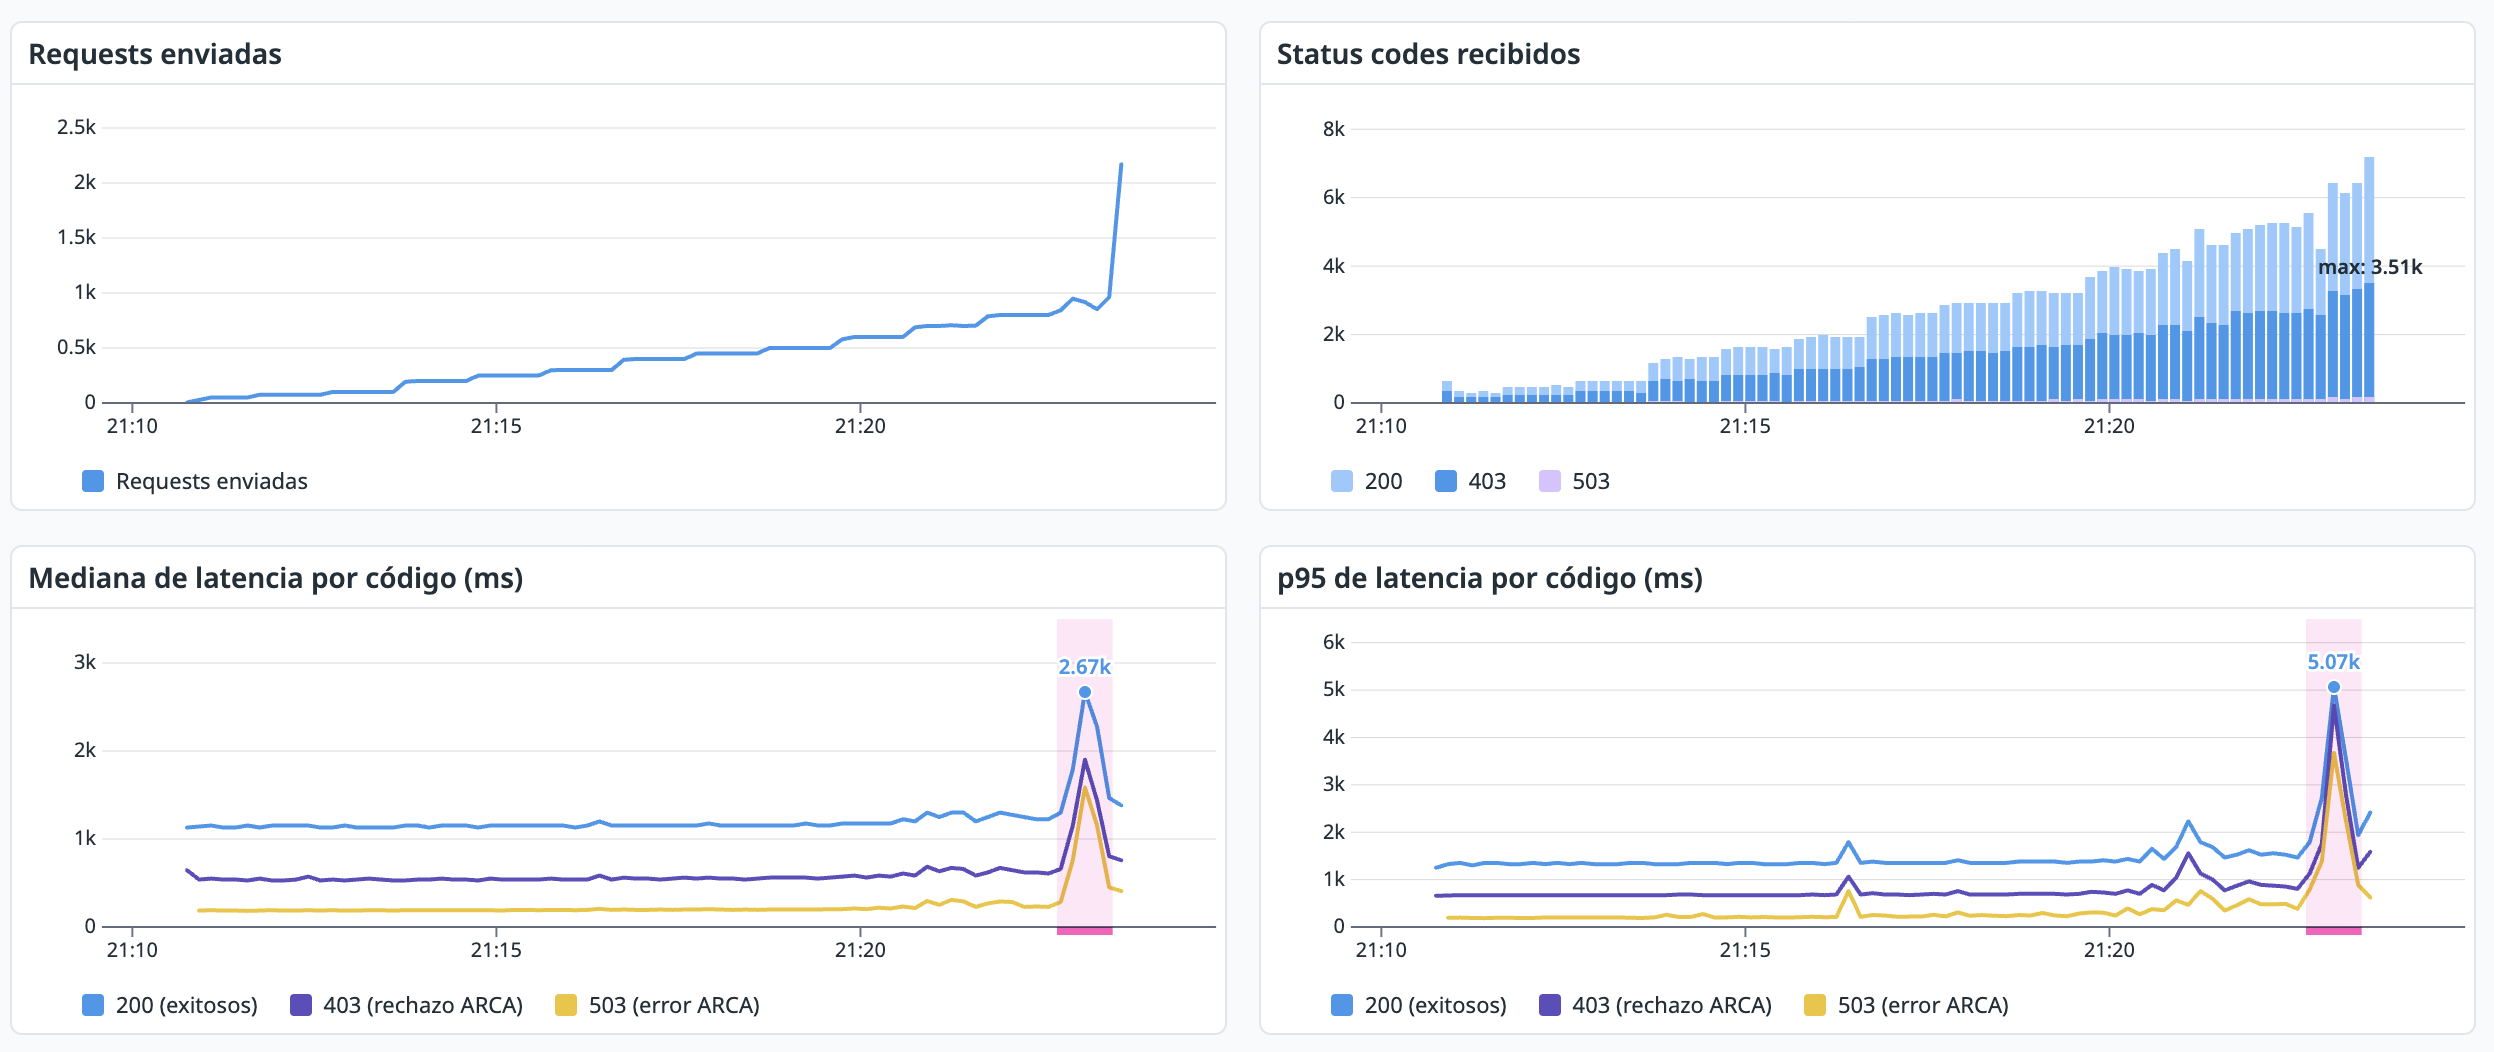 Requests enviadas
2.5k
2k
1.5k
1k
0.5k
0
21:10
21:15
21:20
Requests enviadas
Status codes recibidos
8k
6k
4k
2k
0
max: 3.51k
21:10
21:15
21:20
200
403
503
Mediana de latencia por código (ms)
3k
2k
1k
0
2.67k
21:10
21:15
21:20
200 (exitosos)
403 (rechazo ARCA)
503 (error ARCA)
p95 de latencia por código (ms)
6k
5k
4k
3k
2k
1k
0
5.07k
21:10
21:15
21:20
200 (exitosos)
403 (rechazo ARCA)
503 (error ARCA)